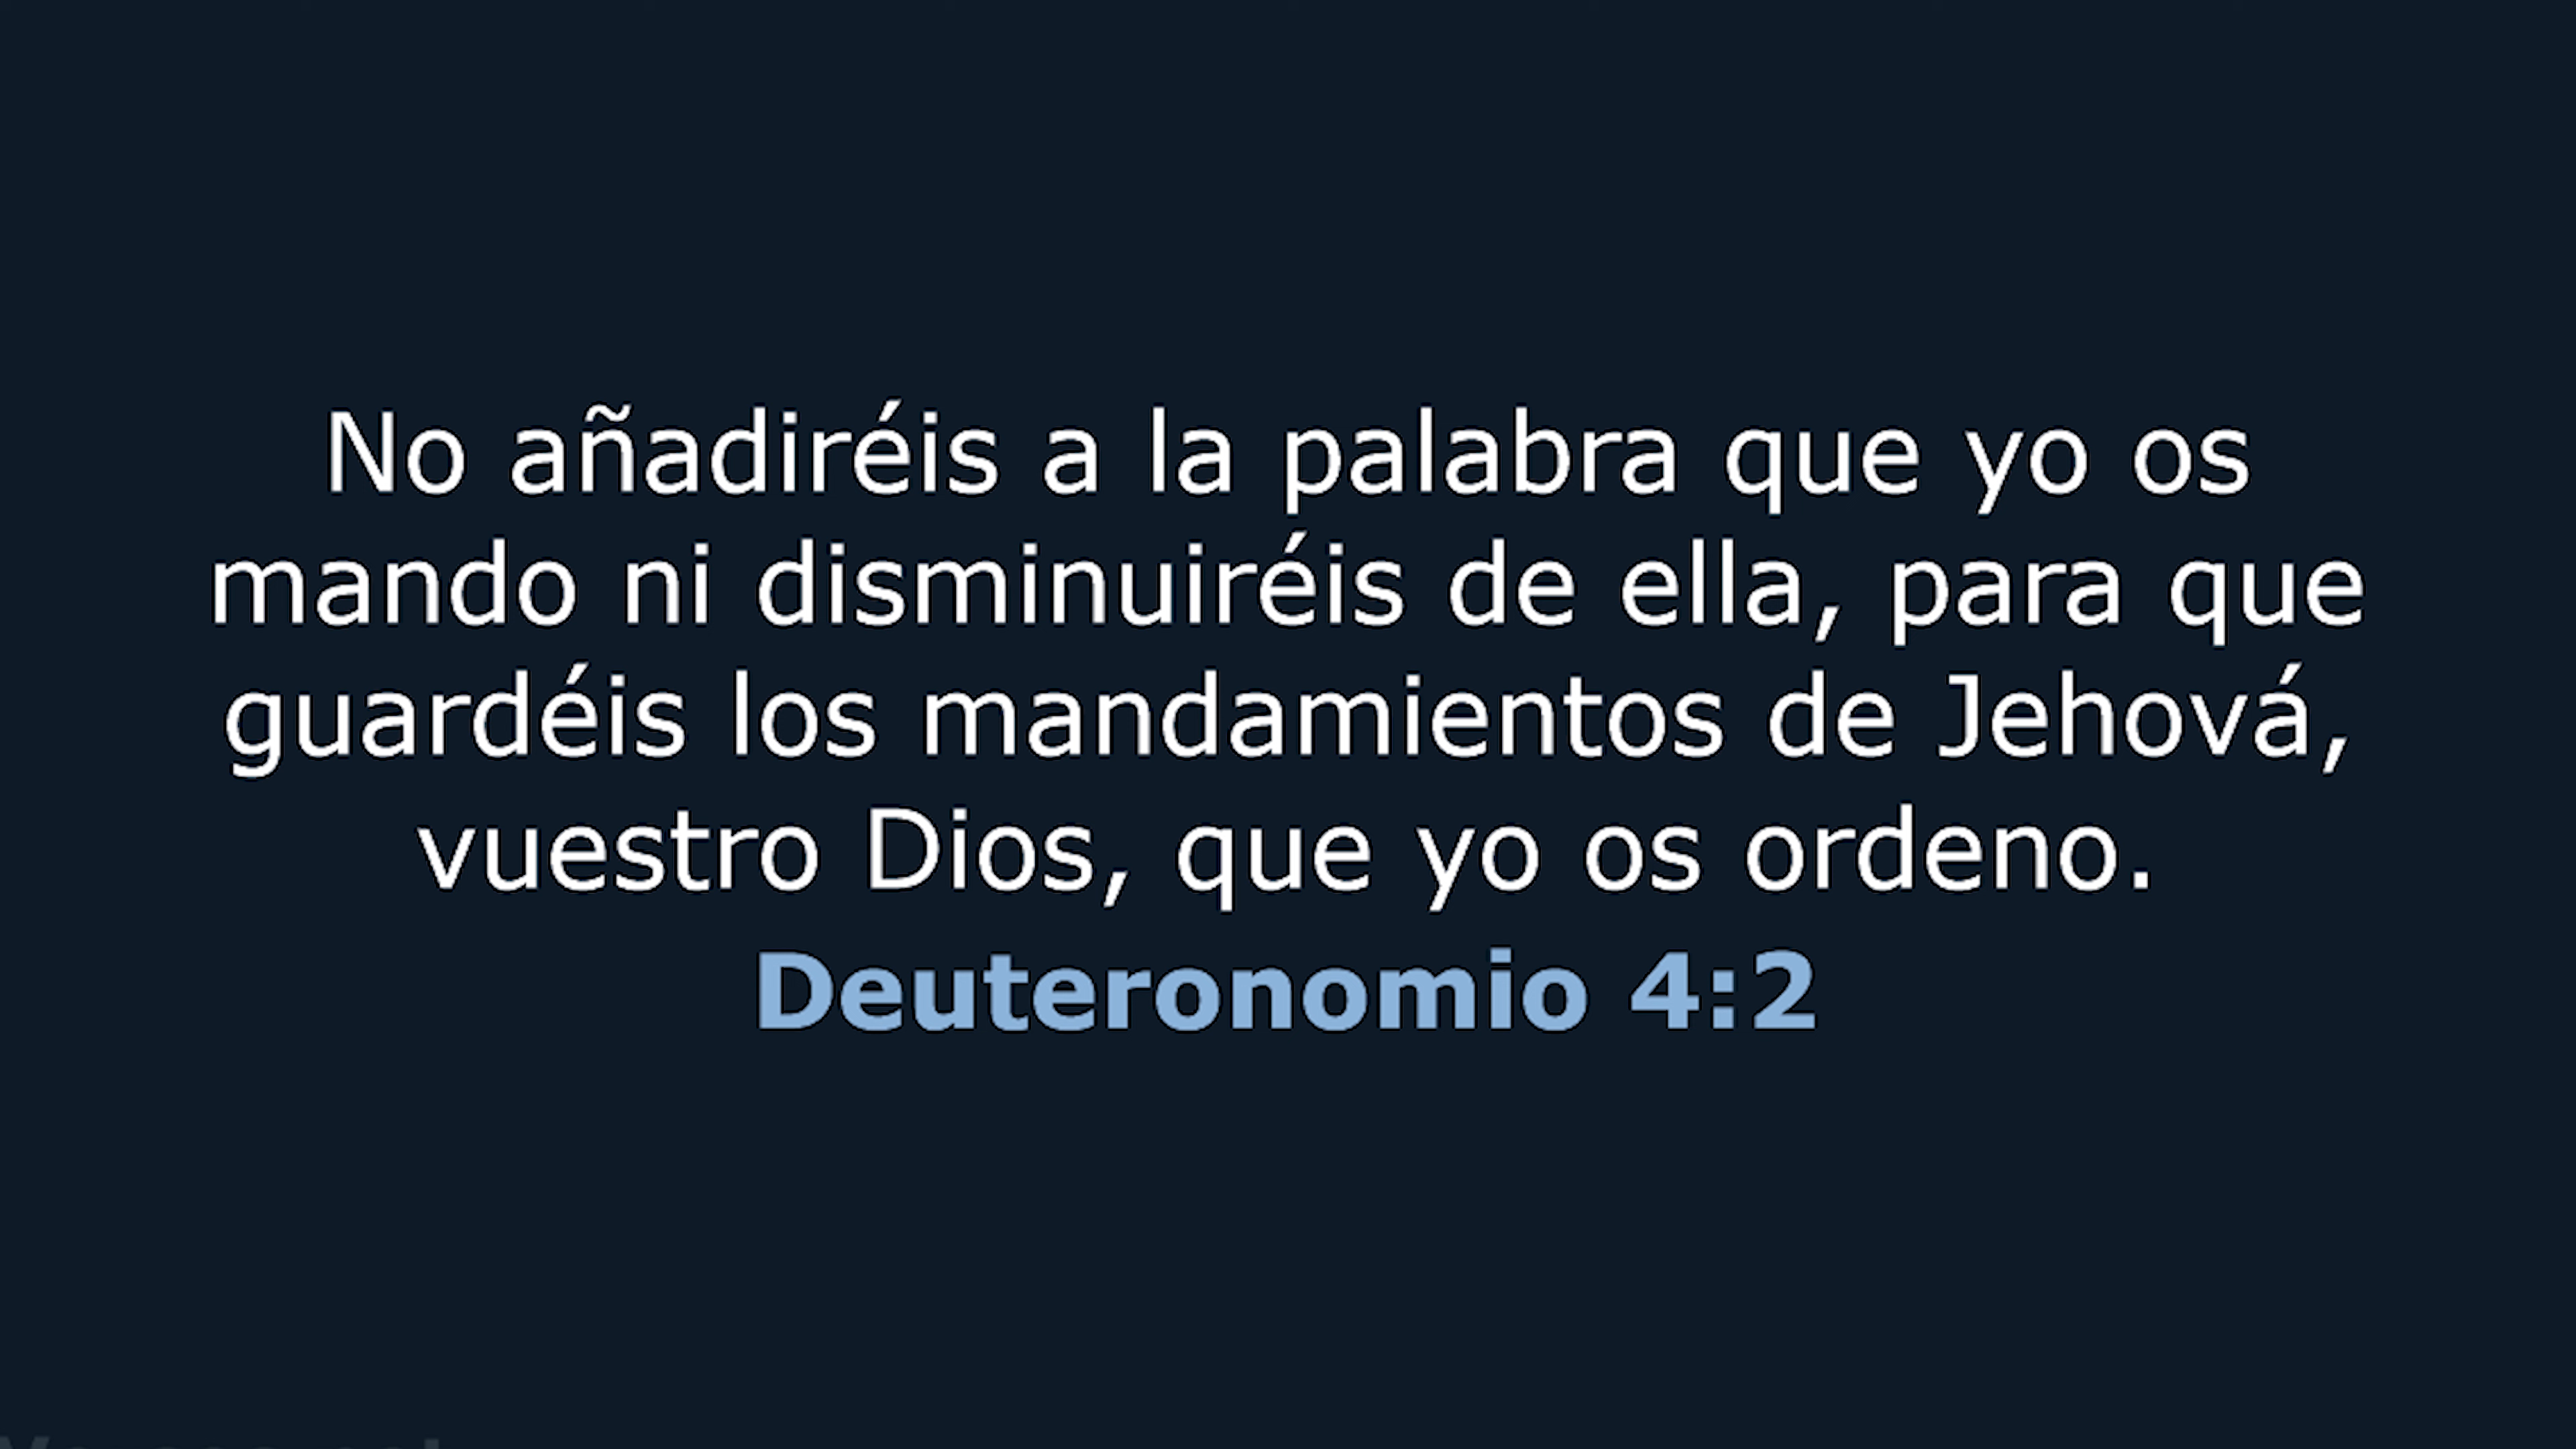 No añadiréis a la palabra que yo os
mando ni disminuiréis de ella, para que
guardéis los mandamientos de Jehová,
vuestro Dios, que yo os ordeno.
Deuteronomio 4:2